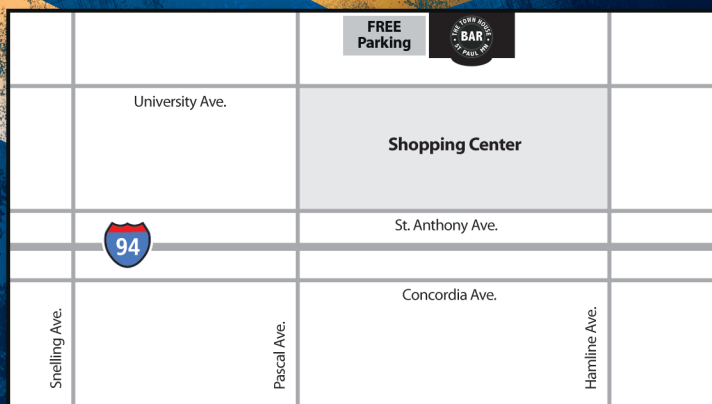 FREE
Parking
THE TOWN HOUSE
BAR
ST PAUL MN
University Ave.
Shopping Center
St. Anthony Ave.
94
Concordia Ave.
Snelling Ave.
Pascal Ave.
Hamline Ave.